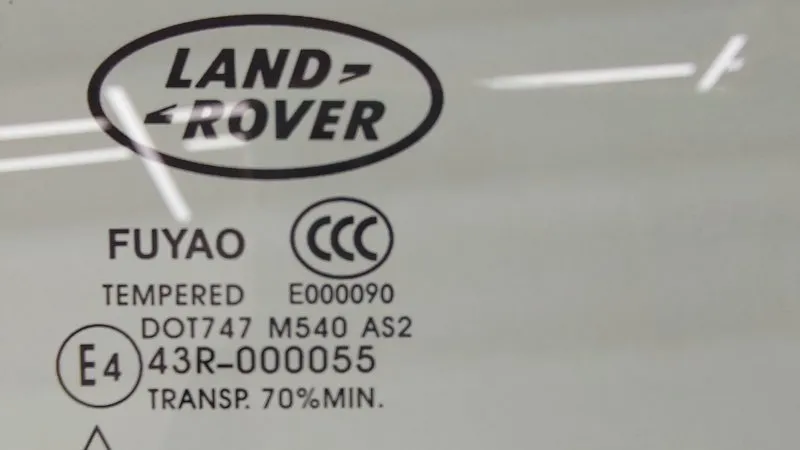 LAND
ROVER
FUYAO
CCC
TEMPERED E000090
DOT747 M540 AS2
E4
43R-000055
TRANSP. 70%MIN.